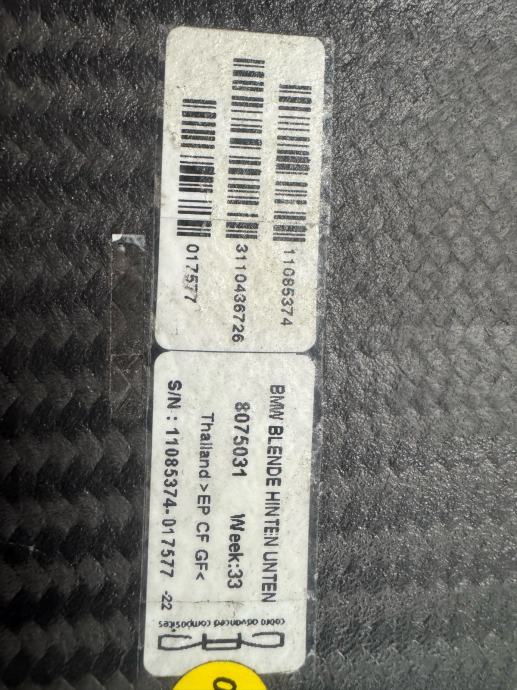 11085374
3110436726
017577
BMW BLENDE HINTEN UNTEN
8075031 Week:33
Thailand >EP CF GF<
S/N : 11085374-017577 -22
cobra advanced composites
0